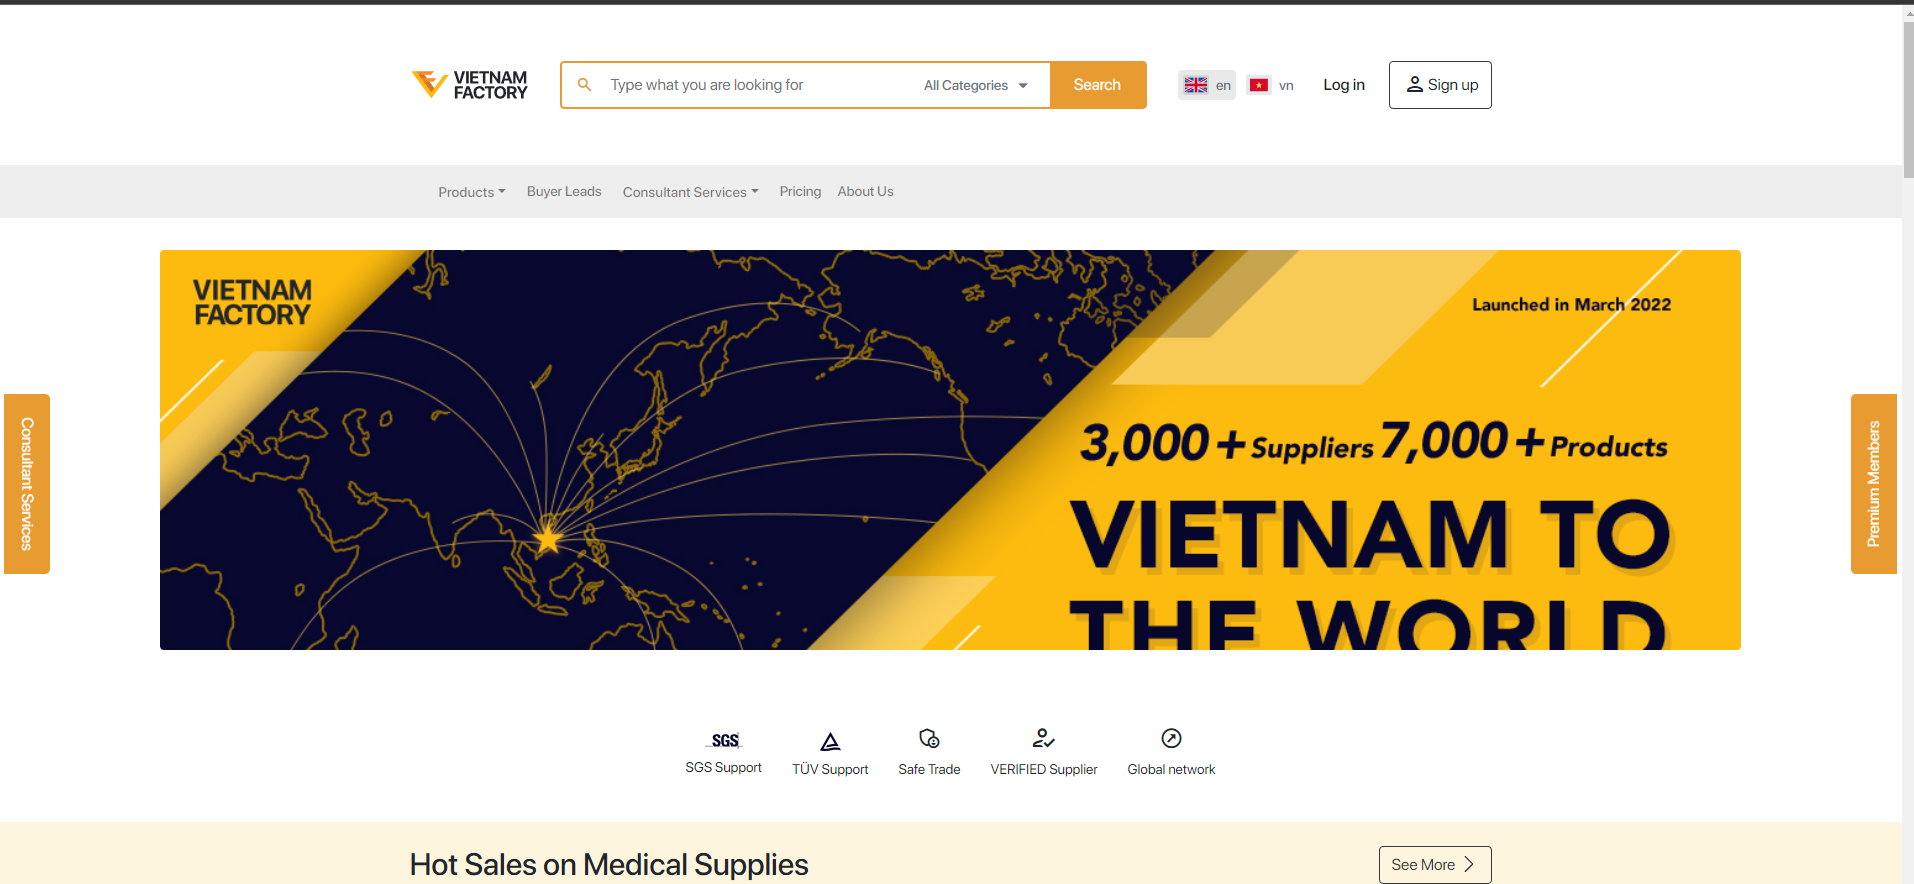 VIETNAM
FACTORY
Type what you are looking for
All Categories
Search
en
vn
Log in
Sign up
Products
Buyer Leads
Consultant Services
Pricing
About Us
VIETNAM
FACTORY
Launched in March 2022
3,000+ Suppliers 7,000+ Products
VIETNAM TO
THE WORLD
Consultant Services
Premium Members
SGS
SGS Support
TÜV Support
Safe Trade
VERIFIED Supplier
Global network
Hot Sales on Medical Supplies
See More